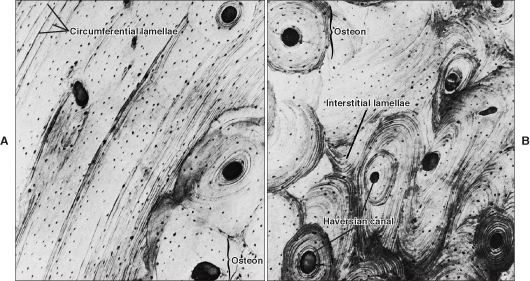 Circumferential lamellae
A
Osteon
Osteon
Interstitial lamellae
B
Haversian canal